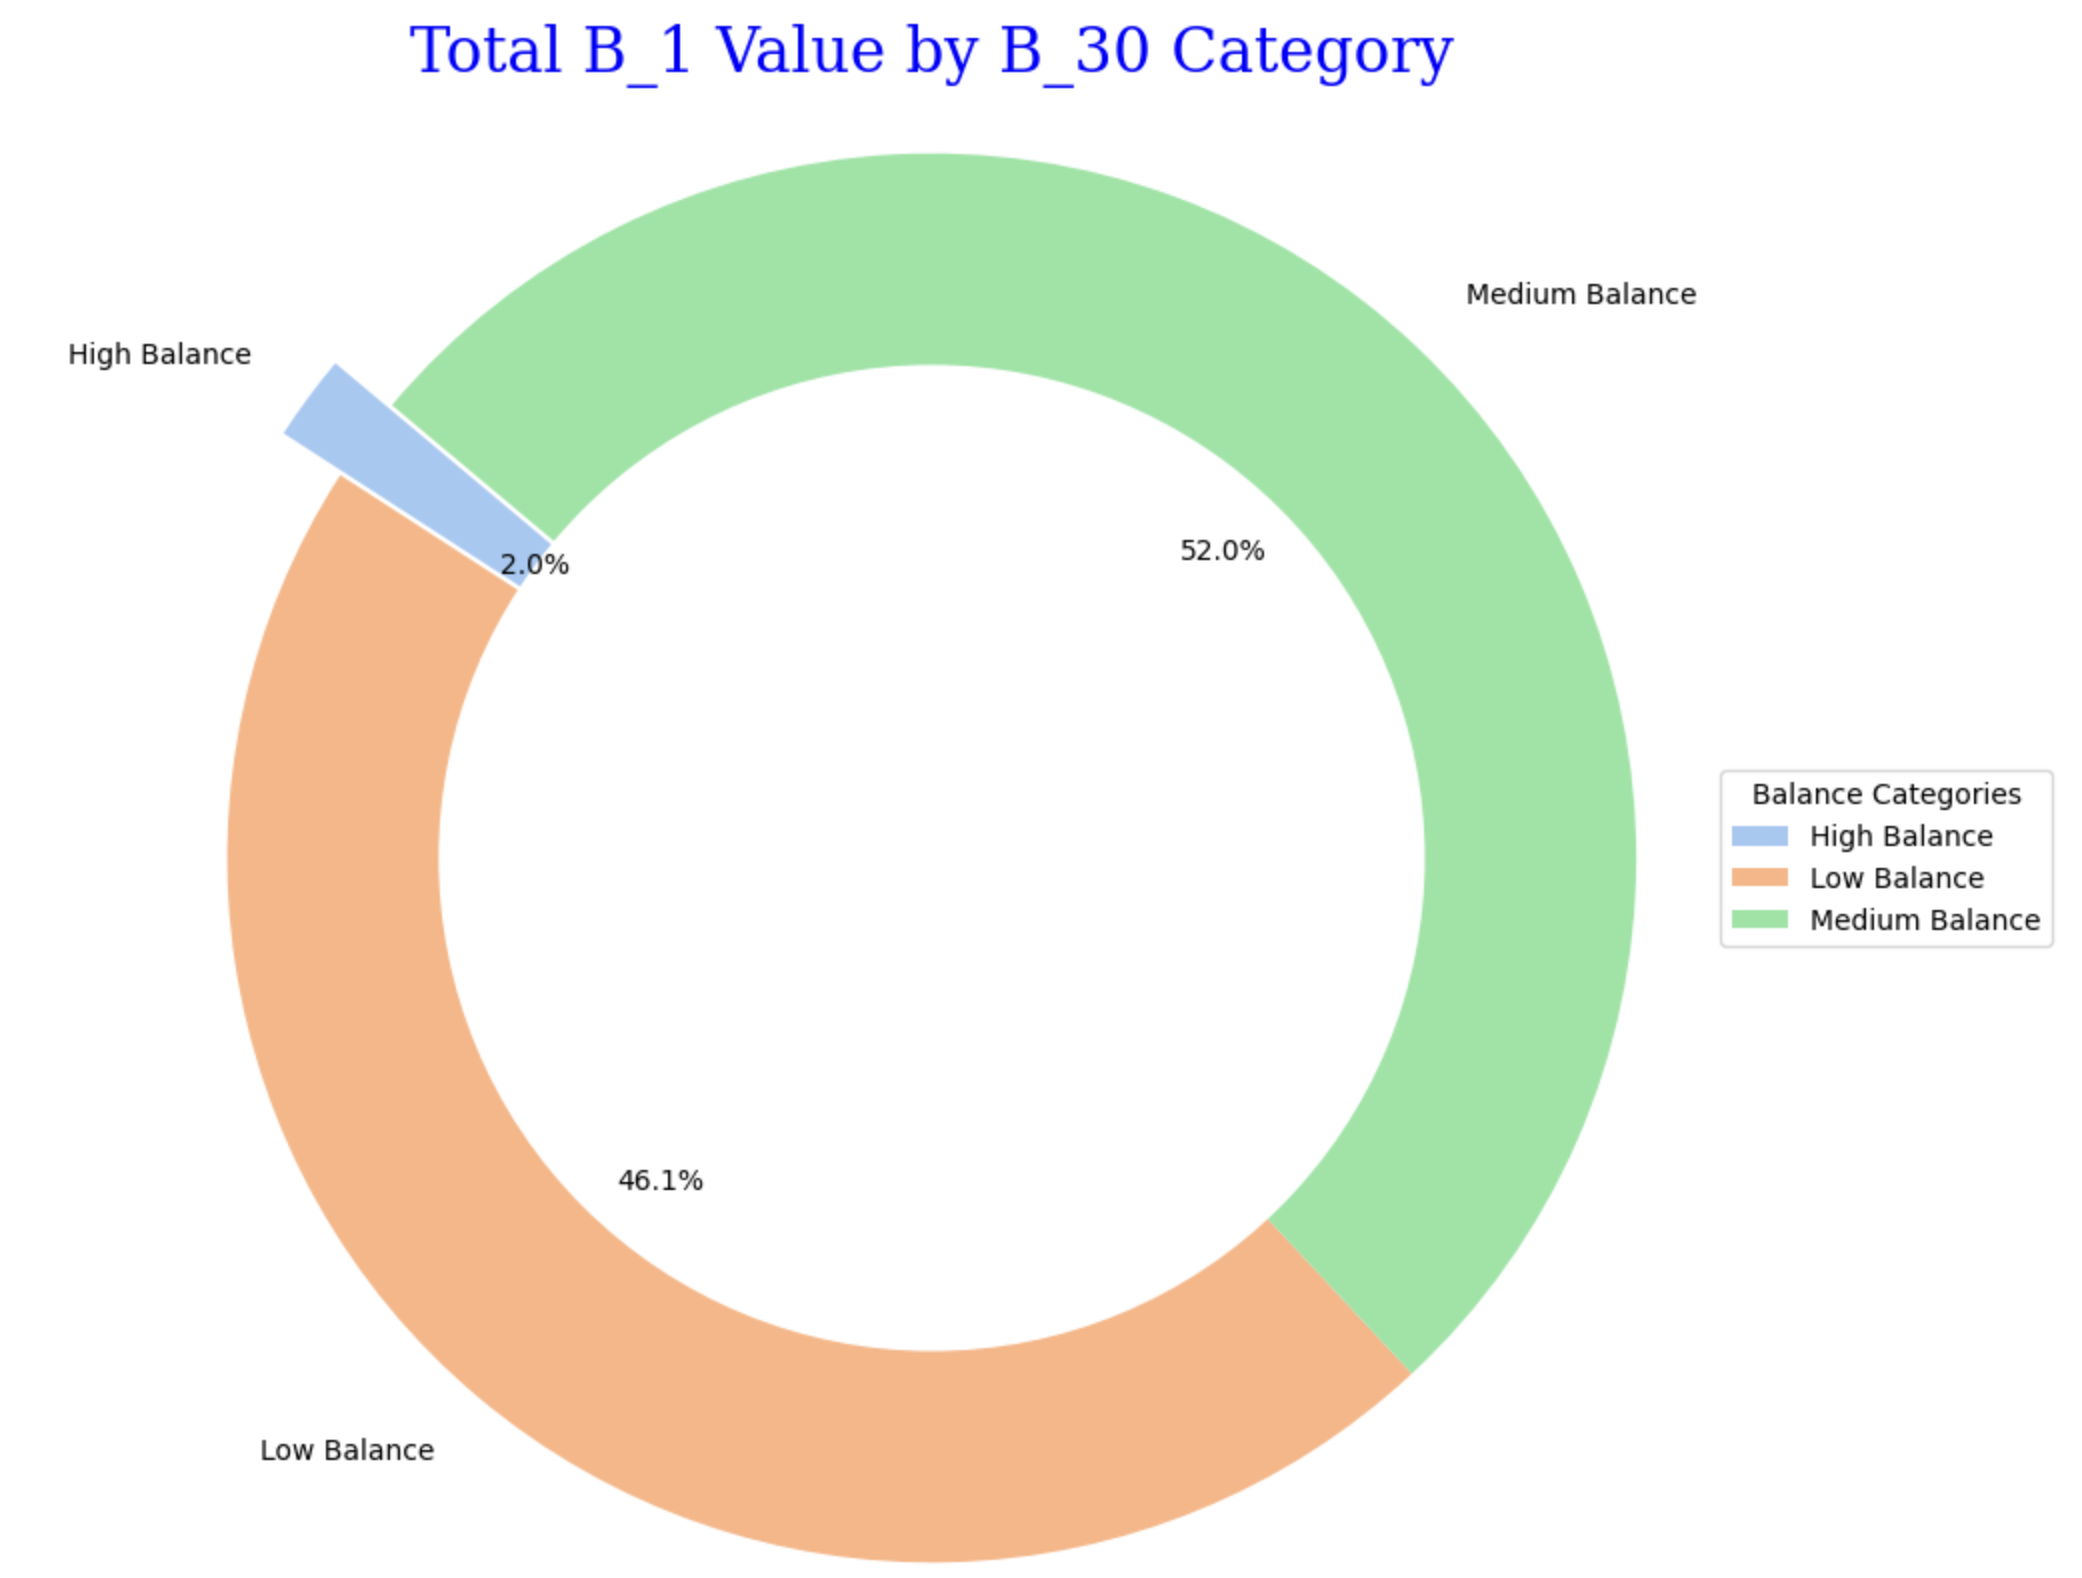 Total B_1 Value by B_30 Category
Medium Balance
High Balance
52.0%
2.0%
Balance Categories
High Balance
Low Balance
Medium Balance
46.1%
Low Balance